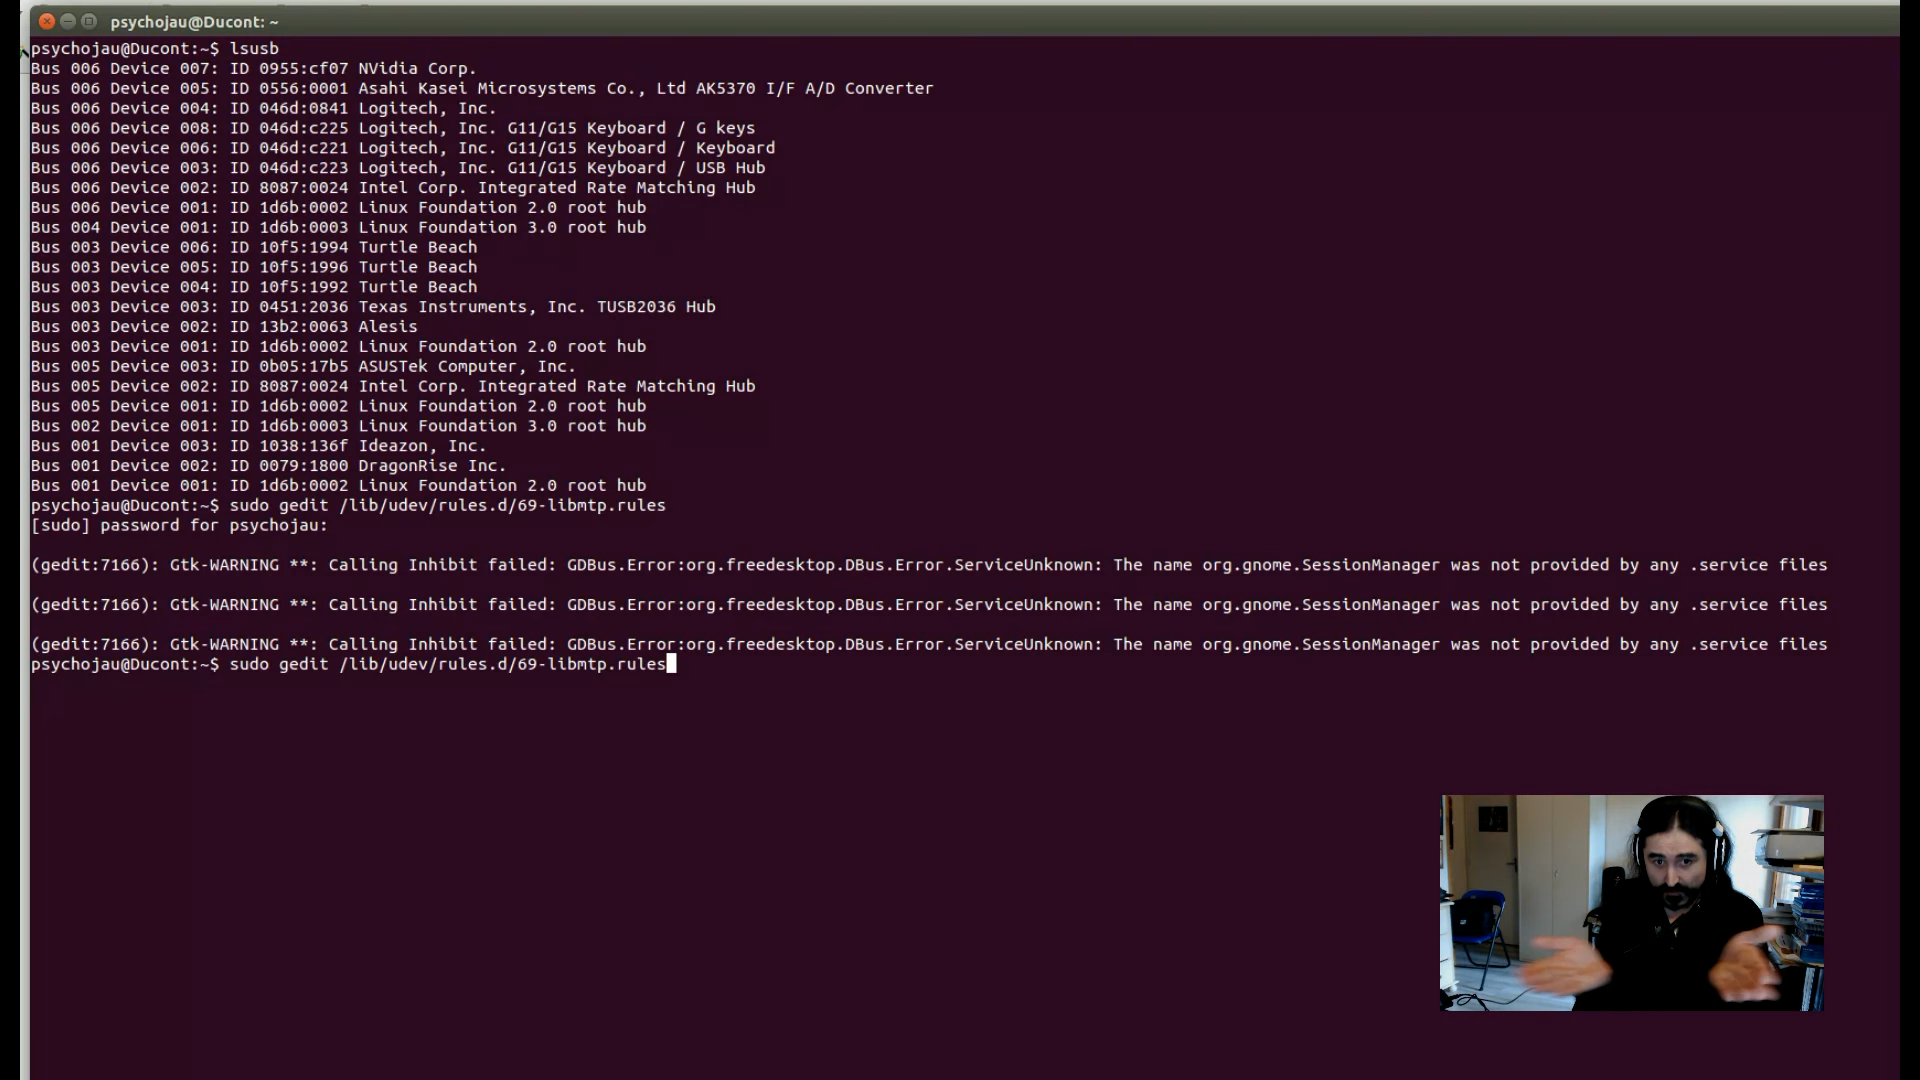 psychojau@Ducont: ~
psychojau@Ducont:~$ lsusb
Bus 006 Device 007: ID 0955:cf07 NVidia Corp.
Bus 006 Device 005: ID 0556:0001 Asahi Kasei Microsystems Co., Ltd AK5370 I/F A/D Converter
Bus 006 Device 004: ID 046d:0841 Logitech, Inc.
Bus 006 Device 008: ID 046d:c225 Logitech, Inc. G11/G15 Keyboard / G keys
Bus 006 Device 006: ID 046d:c221 Logitech, Inc. G11/G15 Keyboard / Keyboard
Bus 006 Device 003: ID 046d:c223 Logitech, Inc. G11/G15 Keyboard / USB Hub
Bus 006 Device 002: ID 8087:0024 Intel Corp. Integrated Rate Matching Hub
Bus 006 Device 001: ID 1d6b:0002 Linux Foundation 2.0 root hub
Bus 004 Device 001: ID 1d6b:0003 Linux Foundation 3.0 root hub
Bus 003 Device 006: ID 10f5:1994 Turtle Beach
Bus 003 Device 005: ID 10f5:1996 Turtle Beach
Bus 003 Device 004: ID 10f5:1992 Turtle Beach
Bus 003 Device 003: ID 0451:2036 Texas Instruments, Inc. TUSB2036 Hub
Bus 003 Device 002: ID 13b2:0063 Alesis
Bus 003 Device 001: ID 1d6b:0002 Linux Foundation 2.0 root hub
Bus 005 Device 003: ID 0b05:17b5 ASUSTek Computer, Inc.
Bus 005 Device 002: ID 8087:0024 Intel Corp. Integrated Rate Matching Hub
Bus 005 Device 001: ID 1d6b:0002 Linux Foundation 2.0 root hub
Bus 002 Device 001: ID 1d6b:0003 Linux Foundation 3.0 root hub
Bus 001 Device 003: ID 1038:136f Ideazon, Inc.
Bus 001 Device 002: ID 0079:1800 DragonRise Inc.
Bus 001 Device 001: ID 1d6b:0002 Linux Foundation 2.0 root hub
psychojau@Ducont:~$ sudo gedit /lib/udev/rules.d/69-libmtp.rules
[sudo] password for psychojau:
(gedit:7166): Gtk-WARNING **: Calling Inhibit failed: GDBus.Error:org.freedesktop.DBus.Error.ServiceUnknown: The name org.gnome.SessionManager was not provided by any .service files
(gedit:7166): Gtk-WARNING **: Calling Inhibit failed: GDBus.Error:org.freedesktop.DBus.Error.ServiceUnknown: The name org.gnome.SessionManager was not provided by any .service files
(gedit:7166): Gtk-WARNING **: Calling Inhibit failed: GDBus.Error:org.freedesktop.DBus.Error.ServiceUnknown: The name org.gnome.SessionManager was not provided by any .service files
psychojau@Ducont:~$ sudo gedit /lib/udev/rules.d/69-libmtp.rules